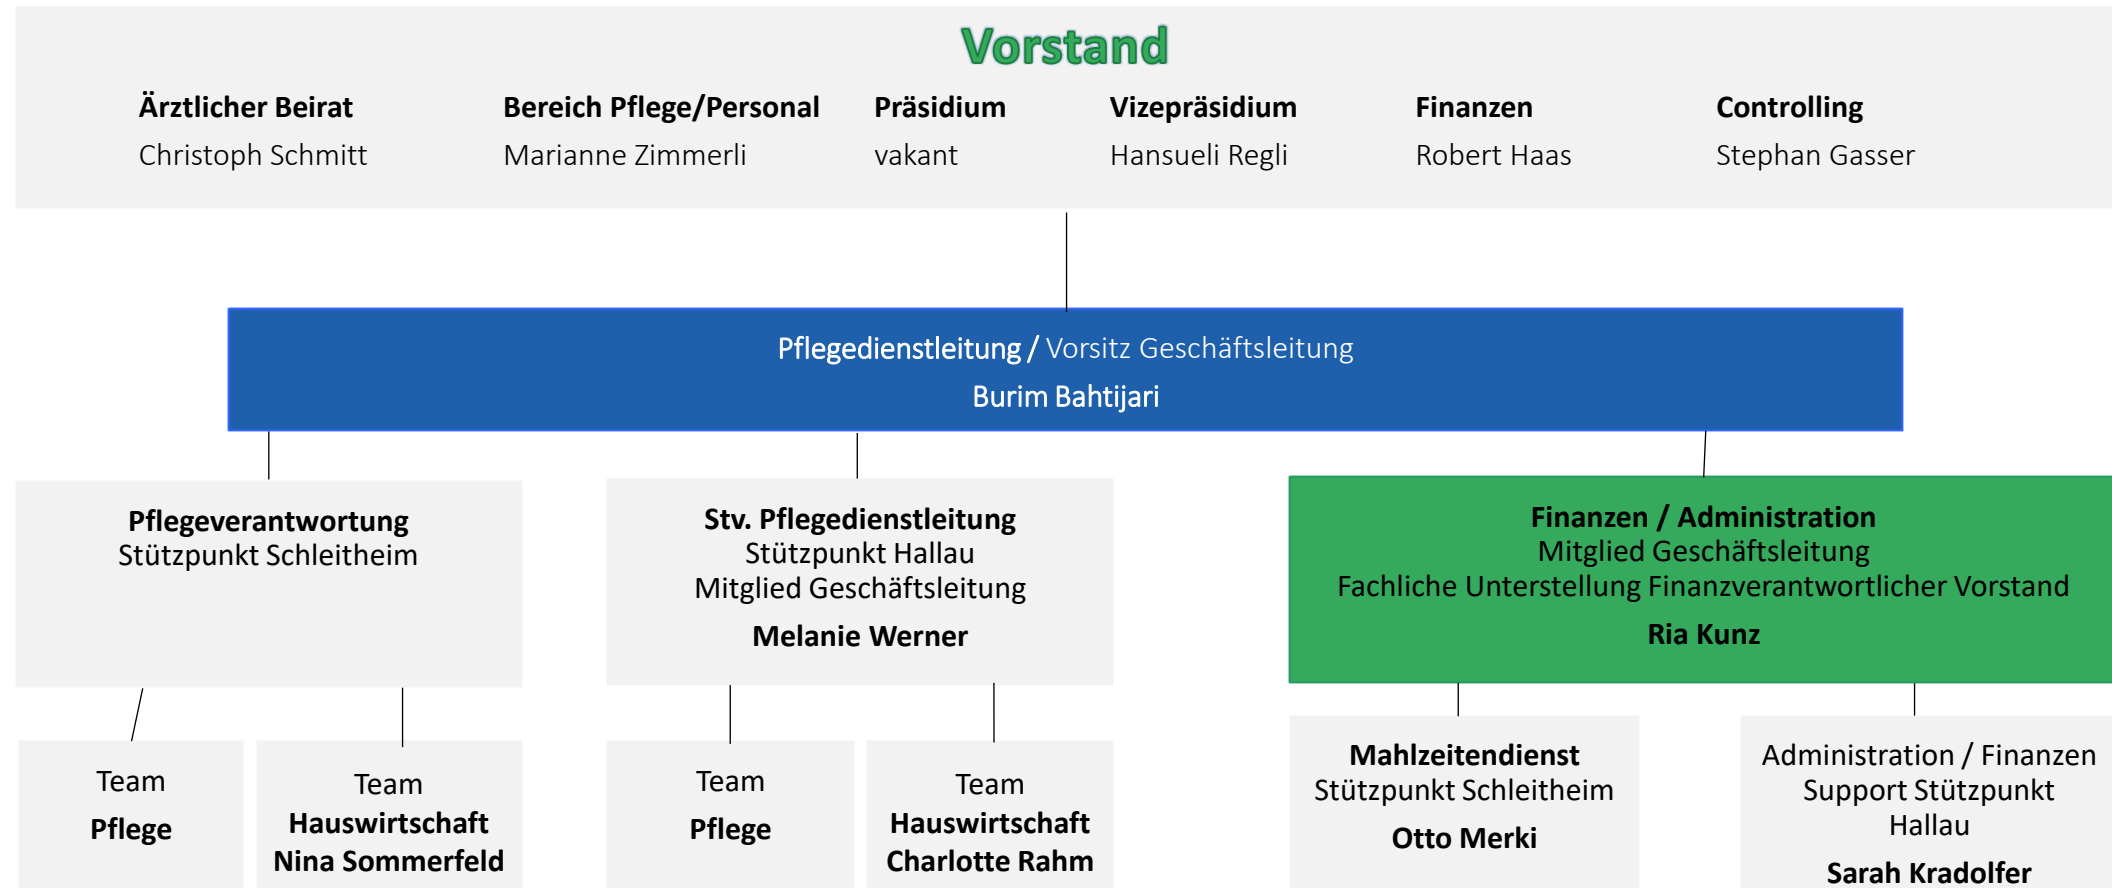 Vorstand
Ärztlicher Beirat
Christoph Schmitt
Bereich Pflege/Personal
Marianne Zimmerli
Präsidium
vakant
Vizepräsidium
Hansueli Regli
Finanzen
Robert Haas
Controlling
Stephan Gasser
Pflegedienstleitung / Vorsitz Geschäftsleitung
Burim Bahtijari
Pflegeverantwortung
Stützpunkt Schleitheim
Stv. Pflegedienstleitung
Stützpunkt Hallau
Mitglied Geschäftsleitung
Melanie Werner
Finanzen / Administration
Mitglied Geschäftsleitung
Fachliche Unterstellung Finanzverantwortlicher Vorstand
Ria Kunz
Team
Pflege
Team
Hauswirtschaft
Nina Sommerfeld
Team
Pflege
Team
Hauswirtschaft
Charlotte Rahm
Mahlzeitendienst
Stützpunkt Schleitheim
Otto Merki
Administration / Finanzen
Support Stützpunkt
Hallau
Sarah Kradolfer